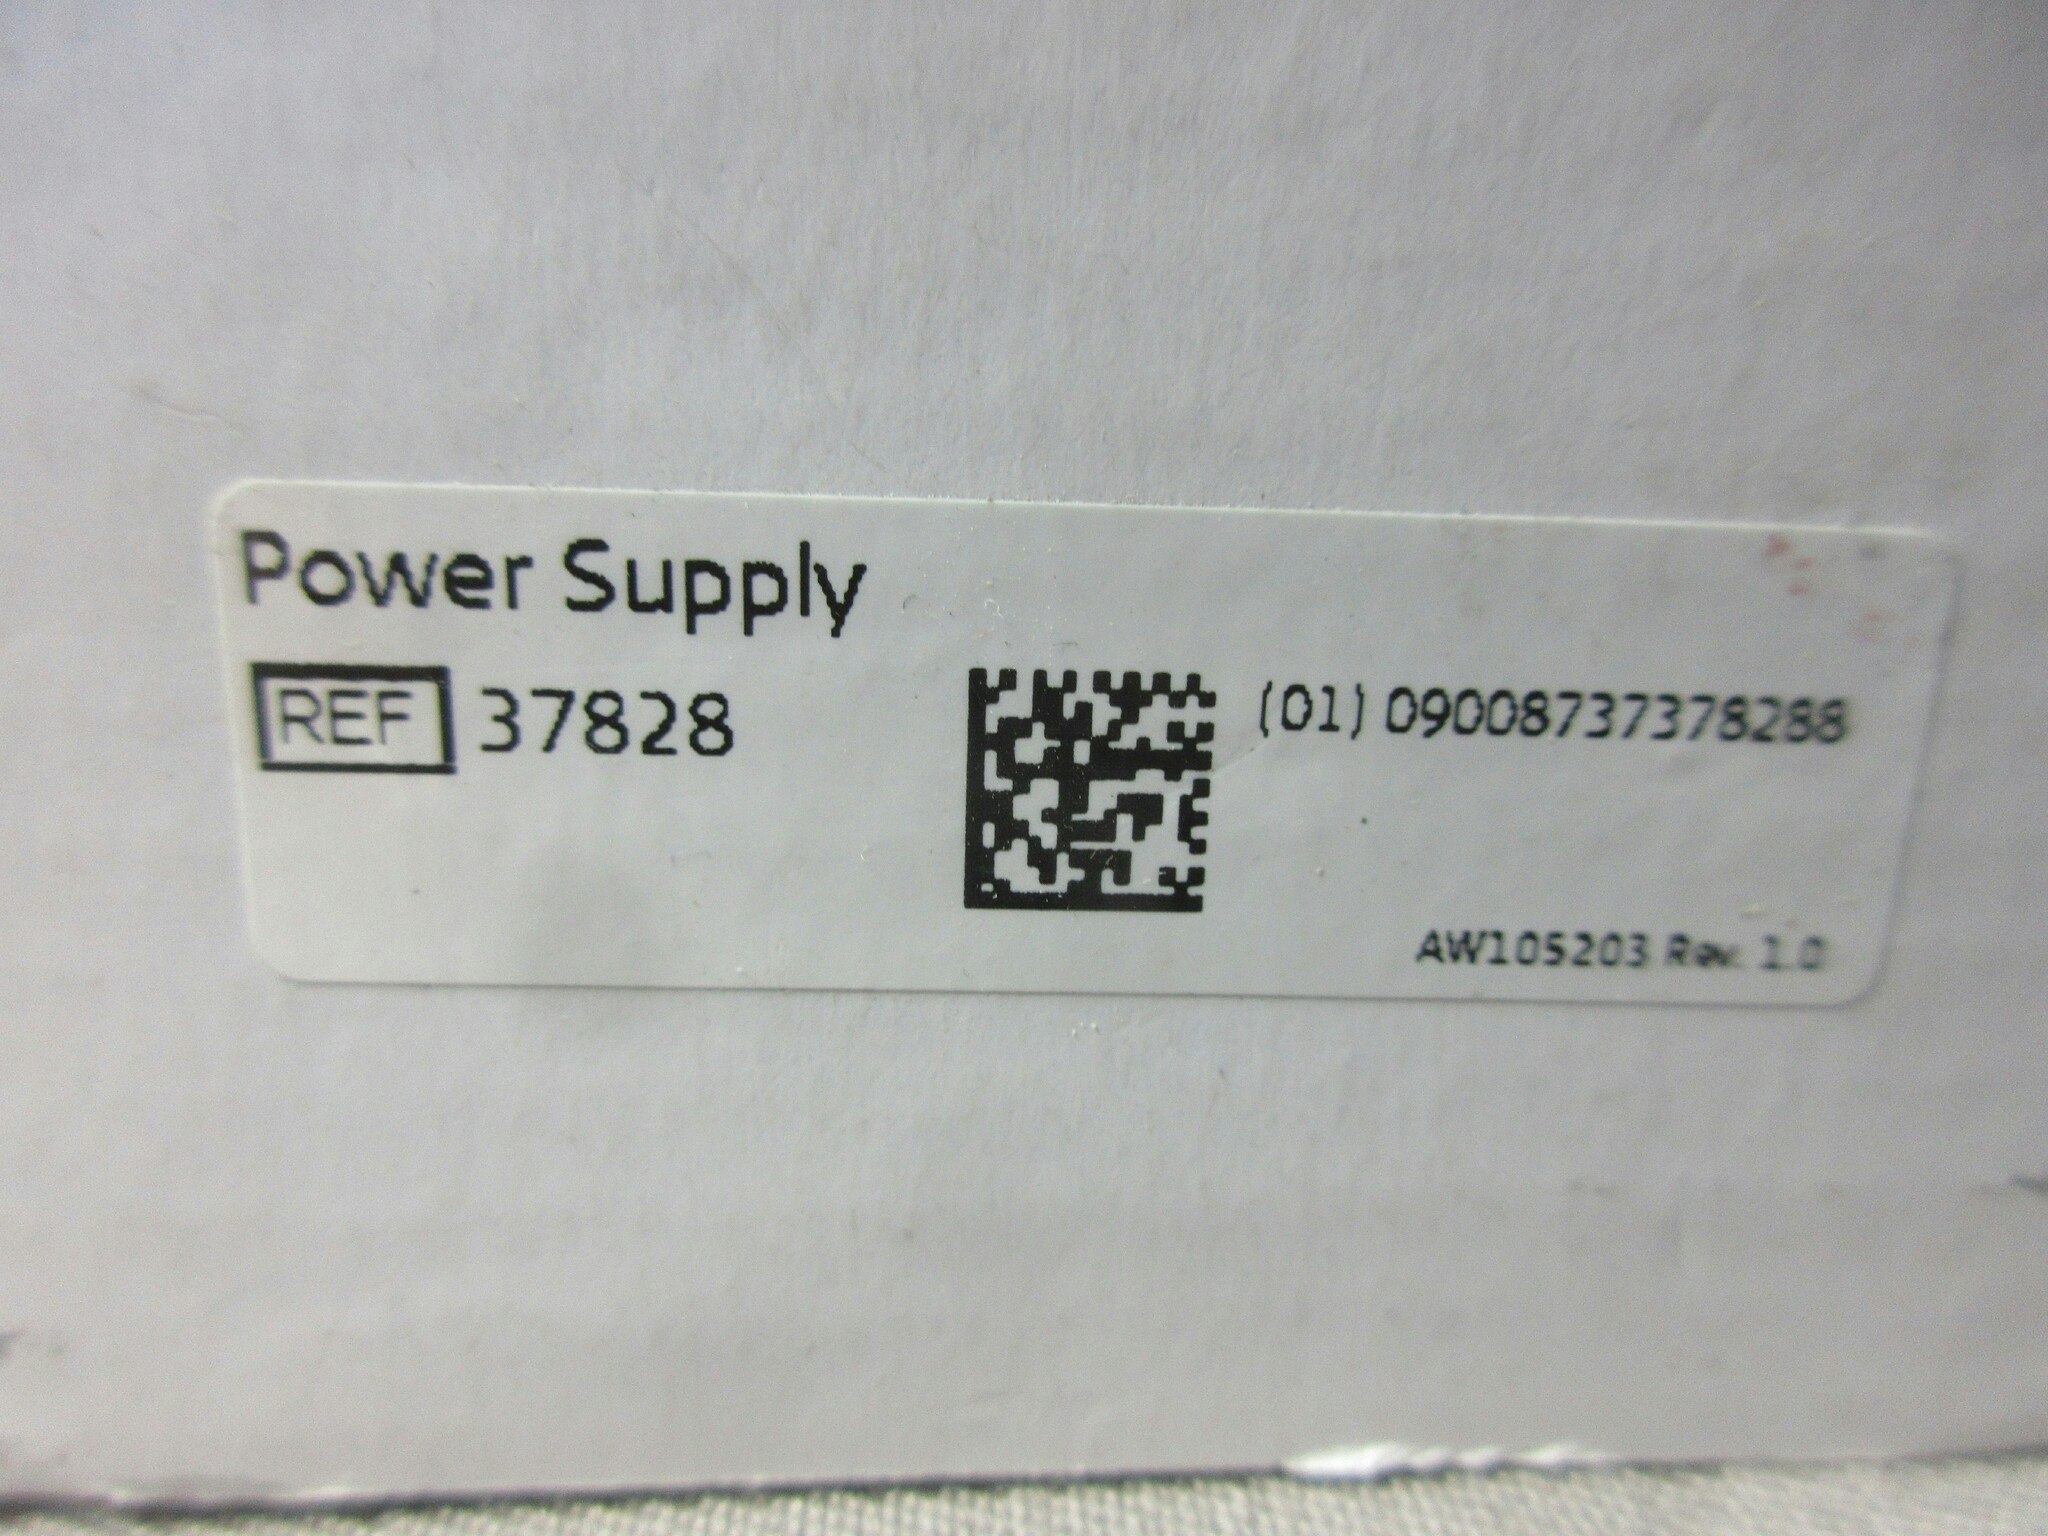 Power Supply
REF 37828
(01) 09008737378288
AW105203 Rev. 1.0